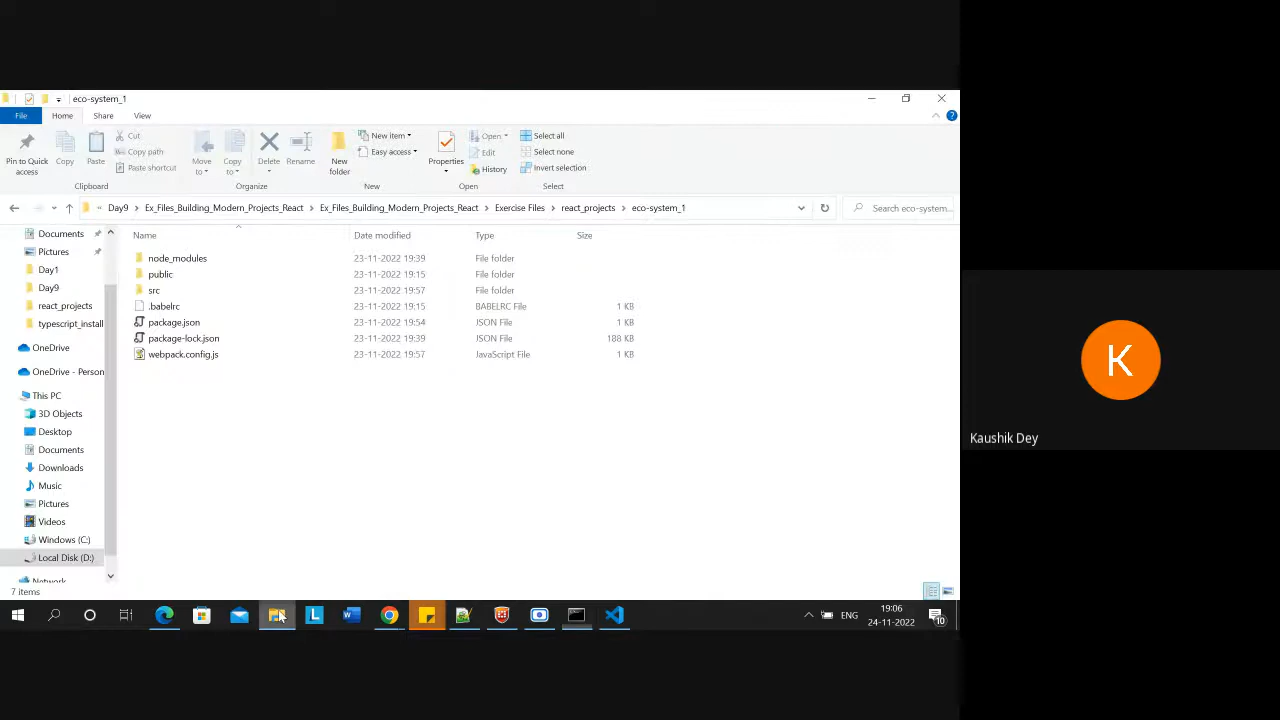 eco-system_1
File Home Share View
Pin to Quick access
Copy
Paste
Cut
Copy path
Paste shortcut
Clipboard
Move to
Copy to
Delete
Rename
Organize
New folder
New item
Easy access
New
Properties
Open
Edit
History
Open
Select all
Select none
Invert selection
Select
« Day9 > Ex_Files_Building_Modern_Projects_React > Ex_Files_Building_Modern_Projects_React > Exercise Files > react_projects > eco-system_1
Search eco-system...
Documents
Pictures
Day1
Day9
react_projects
typescript_install
OneDrive
OneDrive - Person
This PC
3D Objects
Desktop
Documents
Downloads
Music
Pictures
Videos
Windows (C:)
Local Disk (D:)
Network
Name Date modified Type Size
node_modules 23-11-2022 19:39 File folder
public 23-11-2022 19:15 File folder
src 23-11-2022 19:57 File folder
.babelrc 23-11-2022 19:15 BABELRC File 1 KB
package.json 23-11-2022 19:54 JSON File 1 KB
package-lock.json 23-11-2022 19:39 JSON File 188 KB
webpack.config.js 23-11-2022 19:57 JavaScript File 1 KB
7 items
L
ENG
19:06
24-11-2022
10
K
Kaushik Dey